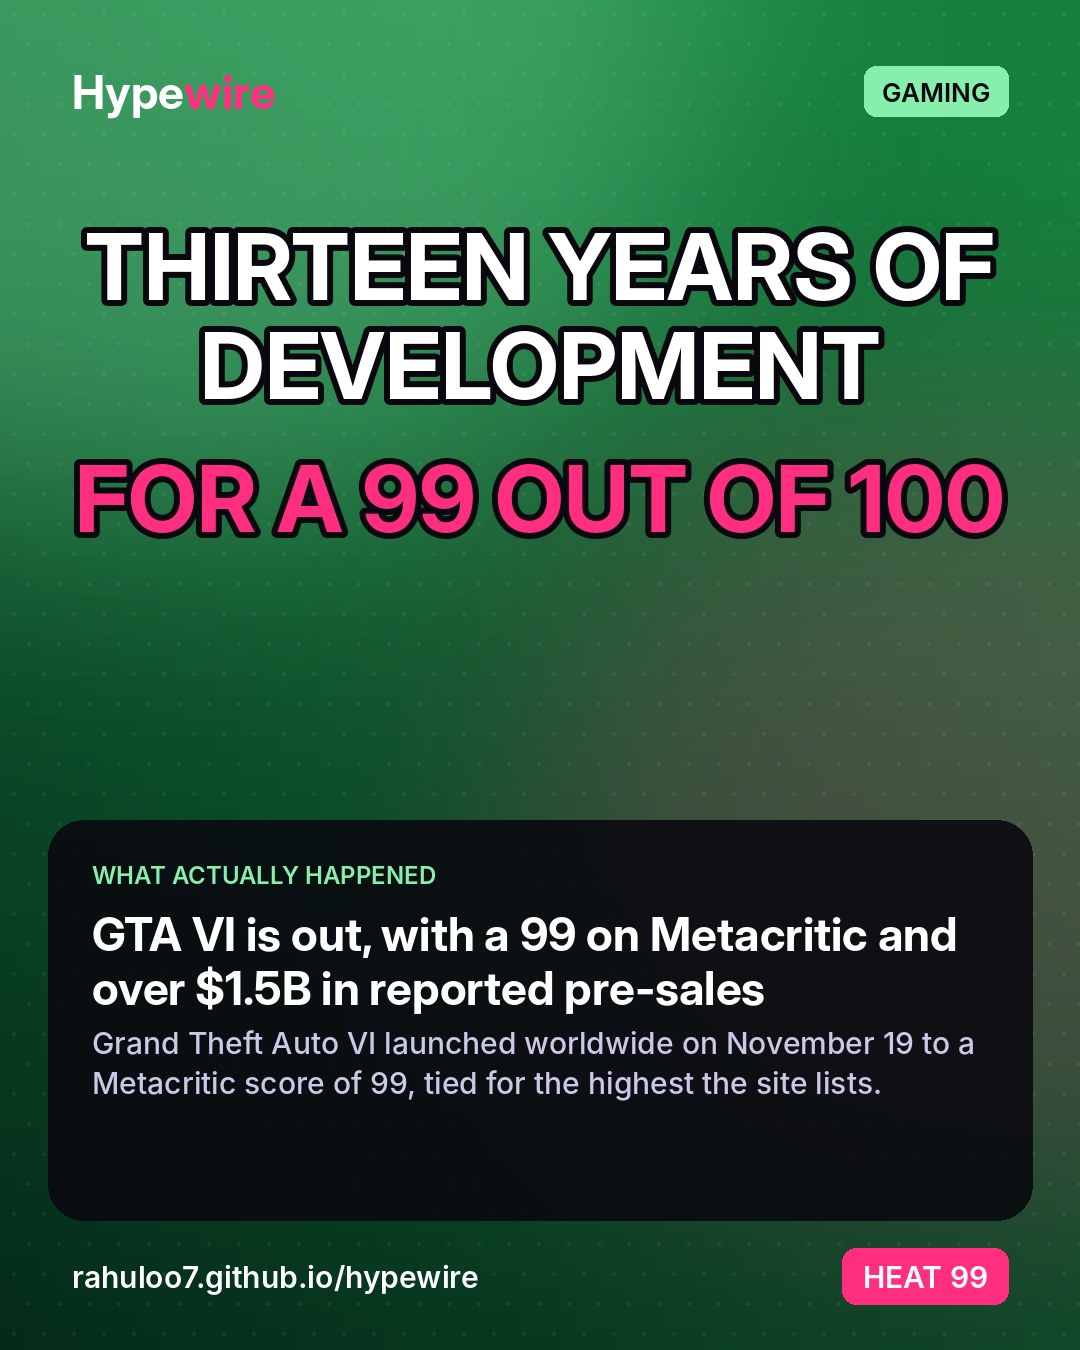 Hypewire
GAMING
THIRTEEN YEARS OF
DEVELOPMENT
FOR A 99 OUT OF 100
WHAT ACTUALLY HAPPENED
GTA VI is out, with a 99 on Metacritic and
over $1.5B in reported pre-sales
Grand Theft Auto VI launched worldwide on November 19 to a
Metacritic score of 99, tied for the highest the site lists.
rahuloo7.github.io/hypewire
HEAT 99